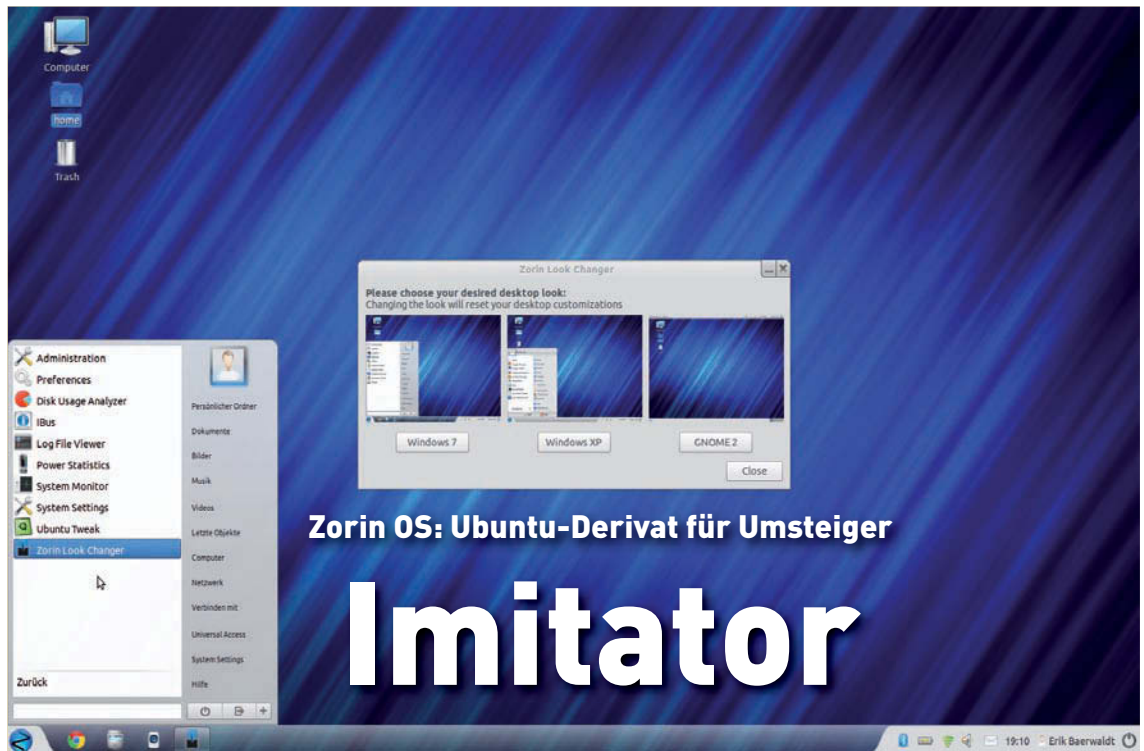 Computer
home
Trash
Zorin Look Changer
Please choose your desired desktop look:
Changing the look will reset your desktop customizations
Windows 7
Windows XP
GNOME 2
Close
Administration
Preferences
Disk Usage Analyzer
IBus
Log File Viewer
Power Statistics
System Monitor
System Settings
Ubuntu Tweak
Zorin Look Changer
Zurück
Persönlicher Ordner
Dokumente
Bilder
Musik
Videos
Letzte Objekte
Computer
Netzwerk
Verbinden mit
Universal Access
System Settings
Hilfe
Zorin OS: Ubuntu-Derivat für Umsteiger
Imitator
19:10 Erik Baerwaldt